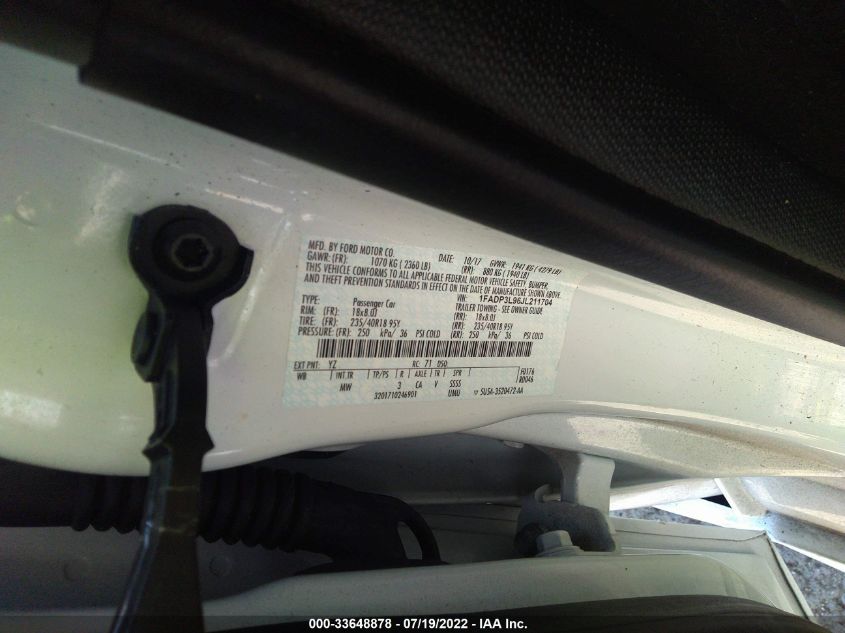 MFD. BY FORD MOTOR CO. DATE: 10/17 GVWR: 1941 KG ( 4279 LB)
GAWR: (FR): 1070 KG ( 2360 LB) (RR): 880 KG ( 1940 LB)
THIS VEHICLE CONFORMS TO ALL APPLICABLE FEDERAL MOTOR VEHICLE SAFETY, BUMPER,
AND THEFT PREVENTION STANDARDS IN EFFECT ON THE DATE OF MANUFACTURE SHOWN ABOVE.
VIN: 1FADP3L96JL211704
TYPE: Passenger Car TRAILER TOWING - SEE OWNER GUIDE
RIM: (FR) 18x8.0J (RR) 18x8.0J
TIRE: (FR) 235/40R18 95Y (RR) 235/40R18 95Y
PRESSURE: (FR) 250 kPa/ 36 PSI COLD (RR) 250 kPa/ 36 PSI COLD
EXT PNT: YZ RC: 71 DSO: FU176
WB INT TR TP/PS R AXLE TR SPR R0046
MW 3 CA V SSSS
3201710246901 UMU 5U5A-3520472-AA
000-33648878 - 07/19/2022 - IAA Inc.